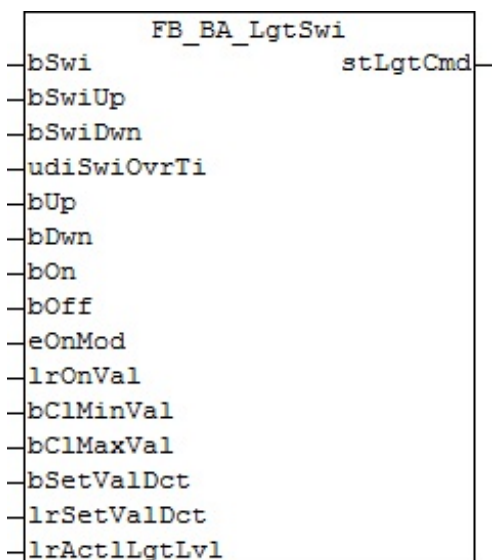 FB_BA_LgtSwi
bSwi stLgtCmd
bSwiUp
bSwiDwn
udiSwiOvrTi
bUp
bDwn
bOn
bOff
eOnMod
lrOnVal
bClMinVal
bClMaxVal
bSetValDct
lrSetValDct
lrActlLgtLvl